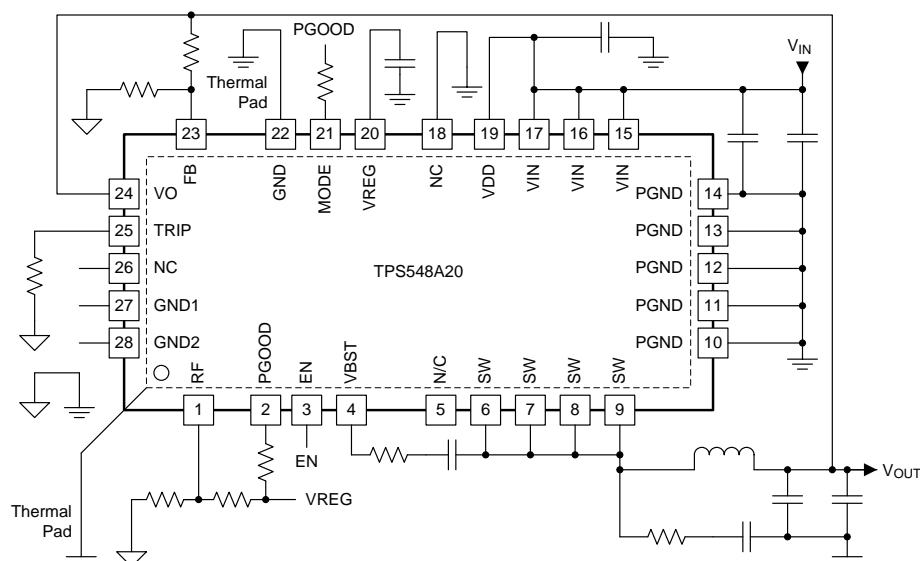 PGOOD
VIN
Thermal
Pad
23 22 21 20 18 19 17 16 15
FB GND MODE VREG NC VDD VIN VIN VIN
24 VO PGND 14
25 TRIP PGND 13
26 NC TPS548A20 PGND 12
27 GND1 PGND 11
28 GND2 PGND 10
RF PGOOD EN VBST N/C SW SW SW SW
1 2 3 4 5 6 7 8 9
EN
VOUT
VREG
Thermal
Pad